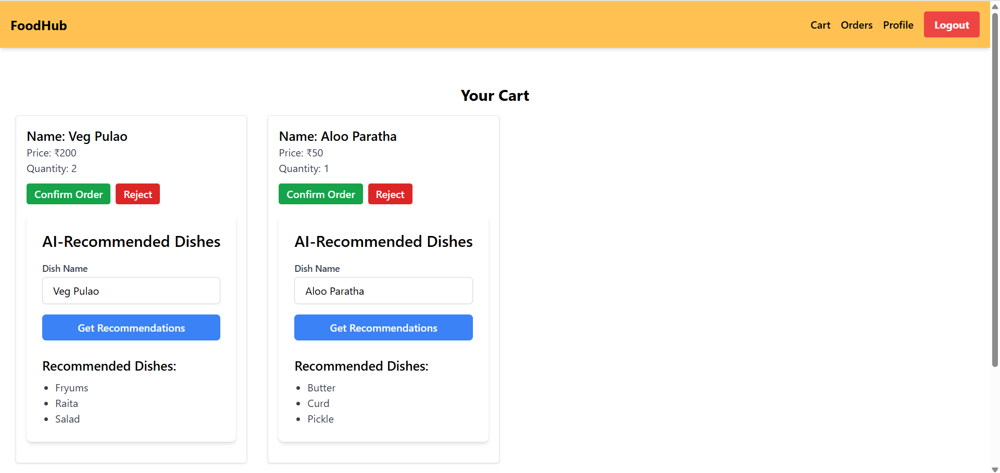 FoodHub
Cart Orders Profile Logout
Your Cart
Name: Veg Pulao
Price: ₹200
Quantity: 2
Confirm Order Reject
AI-Recommended Dishes
Dish Name
Veg Pulao
Get Recommendations
Recommended Dishes:
• Fryums
• Raita
• Salad
Name: Aloo Paratha
Price: ₹50
Quantity: 1
Confirm Order Reject
AI-Recommended Dishes
Dish Name
Aloo Paratha
Get Recommendations
Recommended Dishes:
• Butter
• Curd
• Pickle